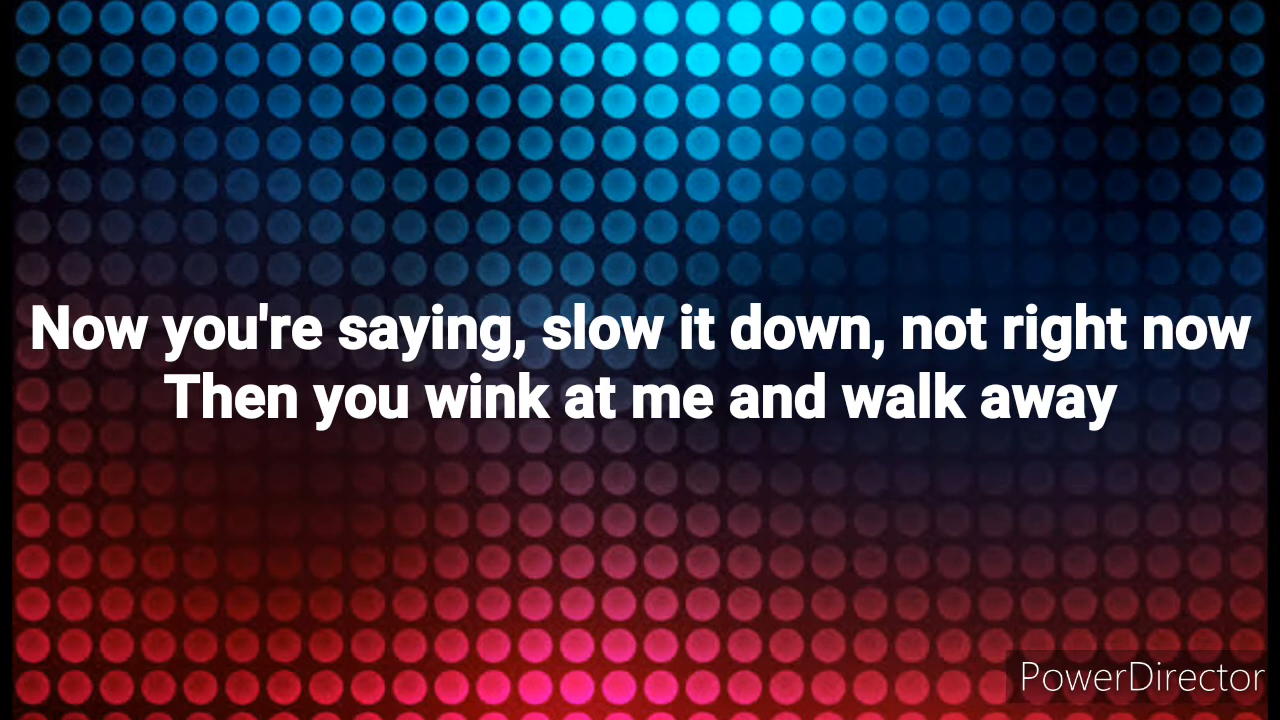 Now you're saying, slow it down, not right now
Then you wink at me and walk away
PowerDirector